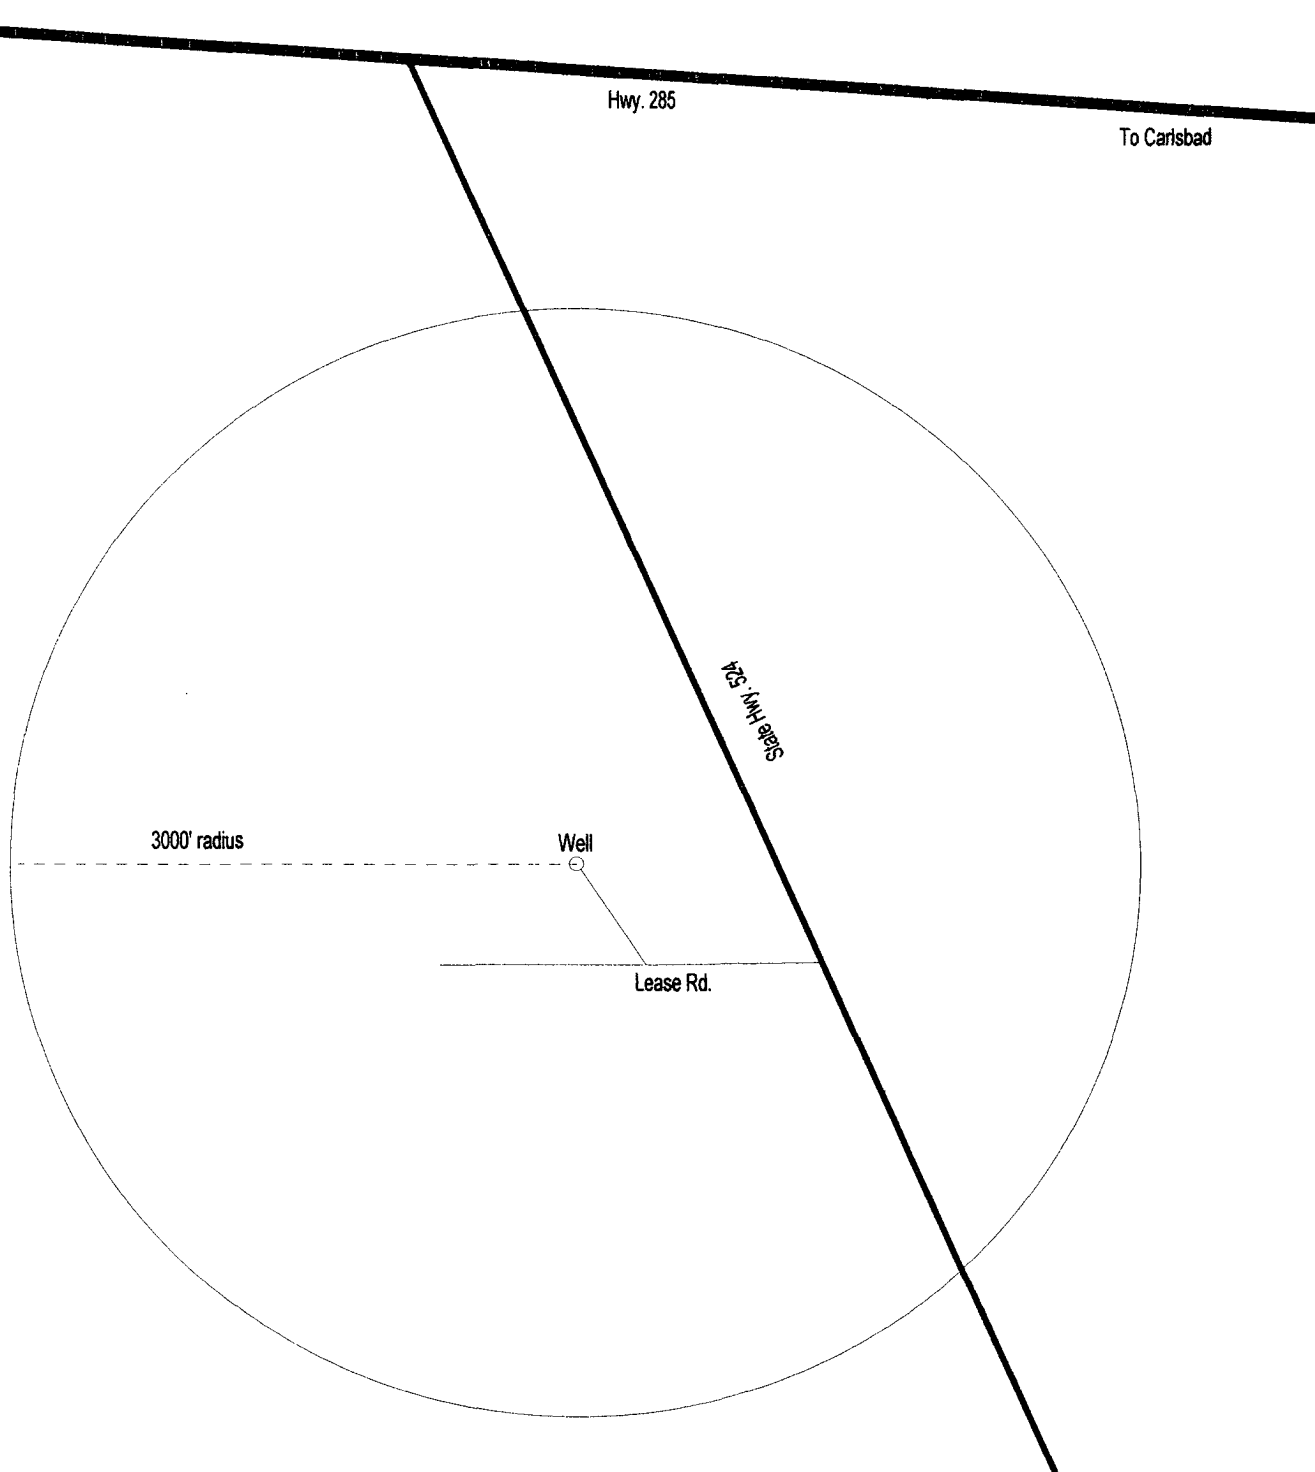 Hwy. 285
To Carlsbad
State Hwy. 524
3000' radius
Well
Lease Rd.